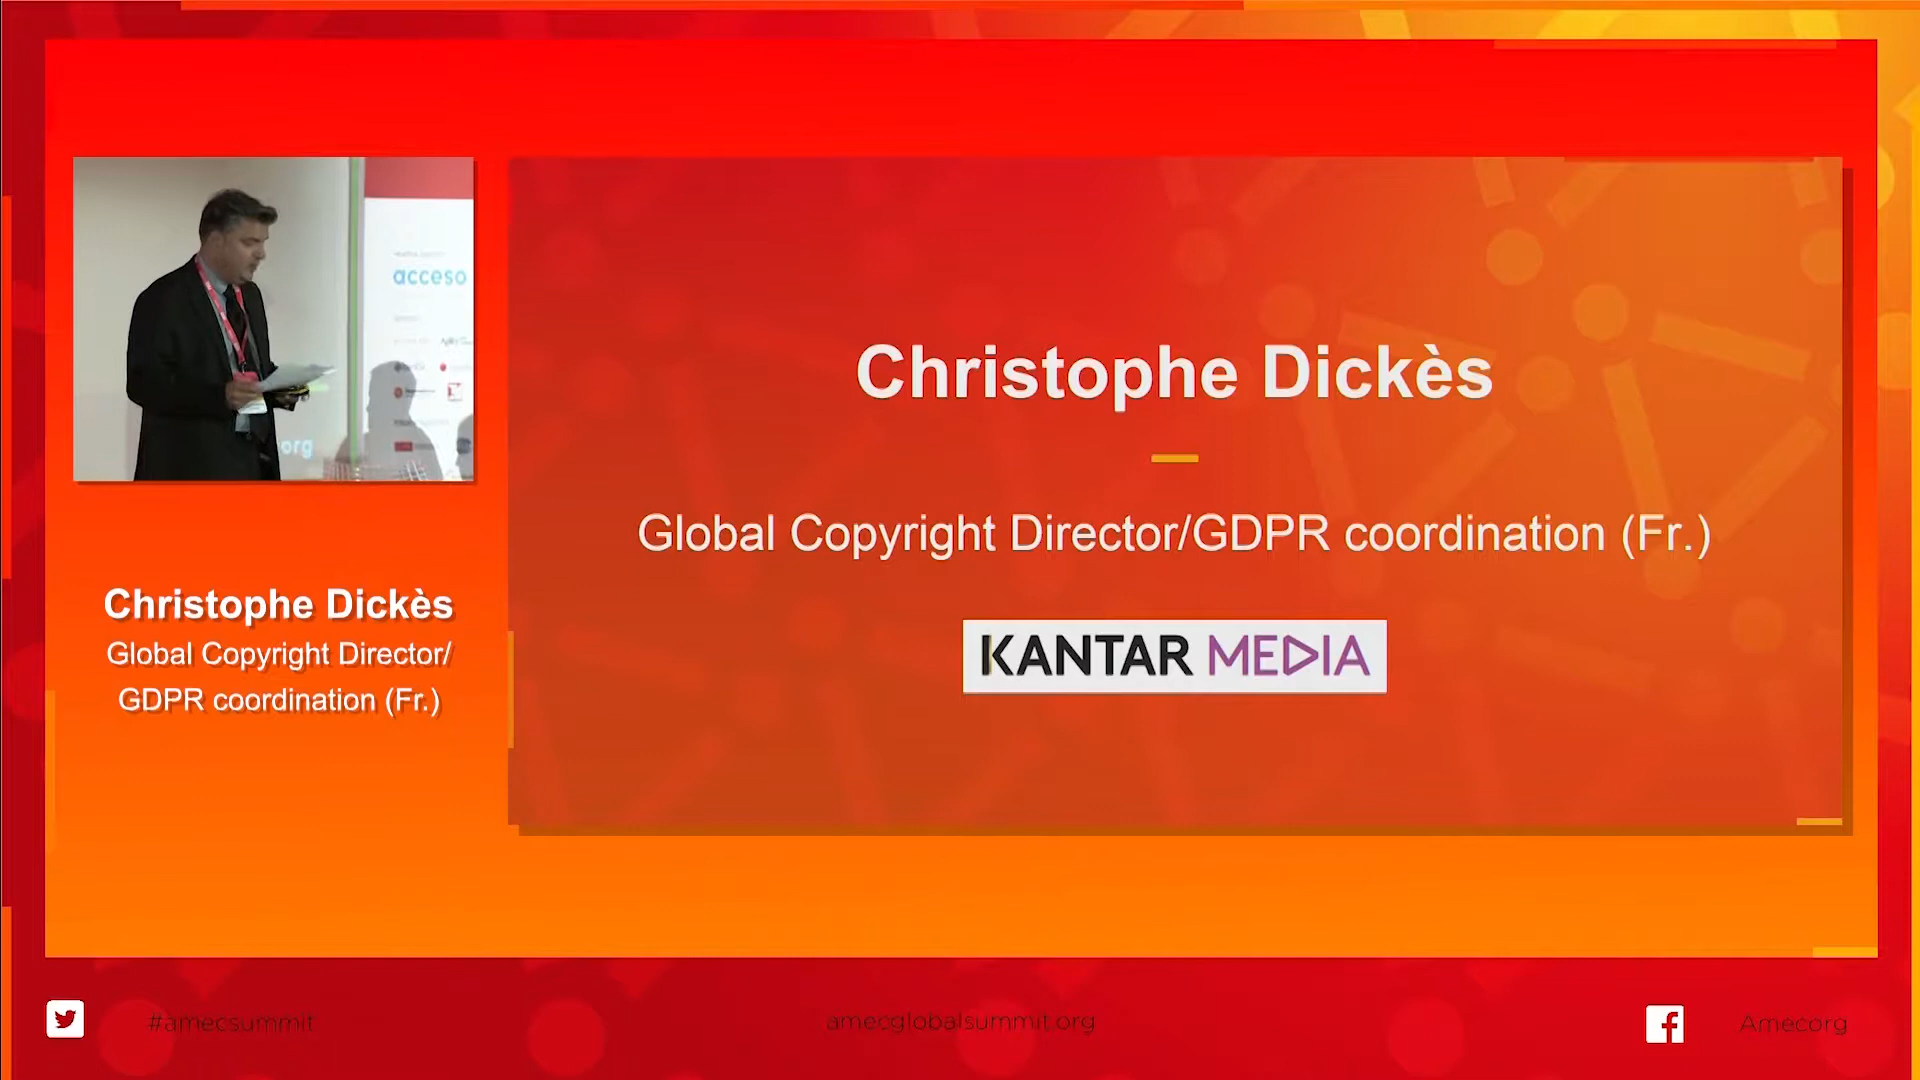 acceso
org
Christophe Dickès
Global Copyright Director/
GDPR coordination (Fr.)
Christophe Dickès
Global Copyright Director/GDPR coordination (Fr.)
KANTAR MEDIA
#amecsummit
amecglobalsummit.org
Amecorg